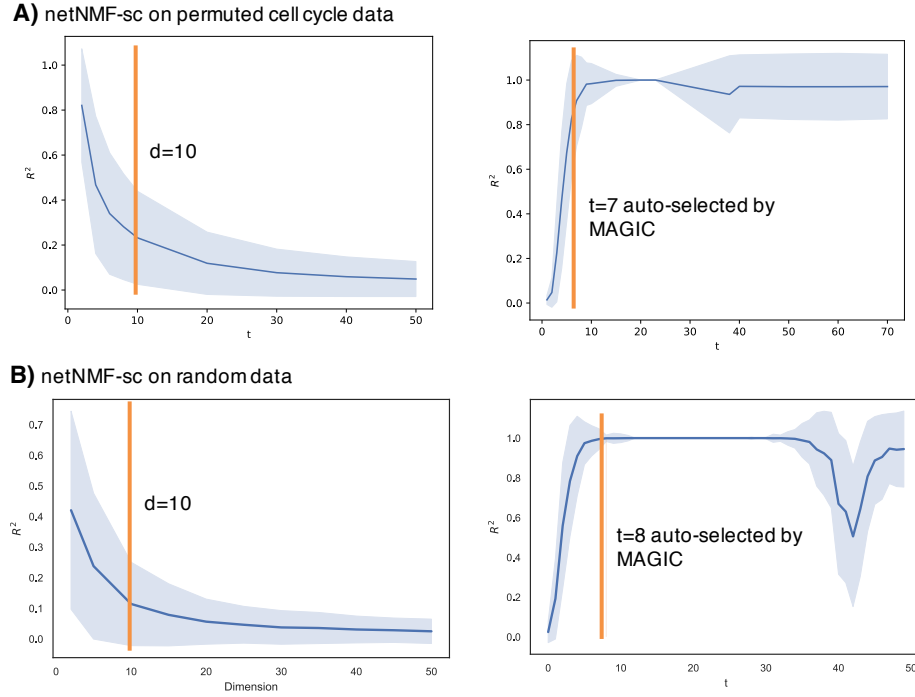 A) netNMF-sc on permuted cell cycle data
1.0
0.8
0.6
0.4
0.2
0.0
R²
d=10
0 10 20 30 40 50
t
1.0
0.8
0.6
0.4
0.2
0.0
R²
t=7 auto-selected by
MAGIC
0 10 20 30 40 50 60 70
t
B) netNMF-sc on random data
0.7
0.6
0.5
0.4
0.3
0.2
0.1
0.0
R²
d=10
0 10 20 30 40 50
Dimension
1.0
0.8
0.6
0.4
0.2
0.0
R²
t=8 auto-selected by
MAGIC
0 10 20 30 40 50
t